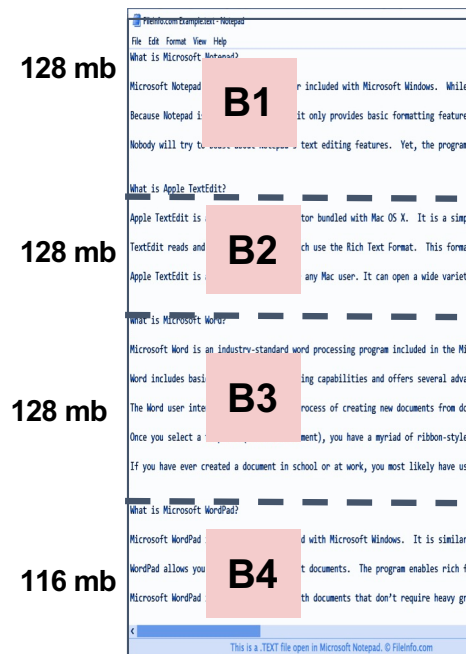 FileInfo.com Example.text - Notepad
File Edit Format View Help
What is Microsoft Notepad?
128 mb
Microsoft Notepad r included with Microsoft Windows. While
B1
Because Notepad i it only provides basic formatting feature
Nobody will try to text editing features. Yet, the program
What is Apple TextEdit?
Apple TextEdit is tor bundled with Mac OS X. It is a simp
128 mb
B2
TextEdit reads and ch use the Rich Text Format. This forma
Apple TextEdit is any Mac user. It can open a wide variet
What is Microsoft Word?
Microsoft Word is an industry-standard word processing program included in the Mi
Word includes basi ing capabilities and offers several adva
128 mb
B3
The Word user inte rocess of creating new documents from do
Once you select a ment), you have a myriad of ribbon-style
If you have ever created a document in school or at work, you most likely have us
What is Microsoft WordPad?
Microsoft WordPad d with Microsoft Windows. It is similar
116 mb
B4
WordPad allows you t documents. The program enables rich f
Microsoft WordPad th documents that don't require heavy gr
This is a .TEXT file open in Microsoft Notepad. © FileInfo.com